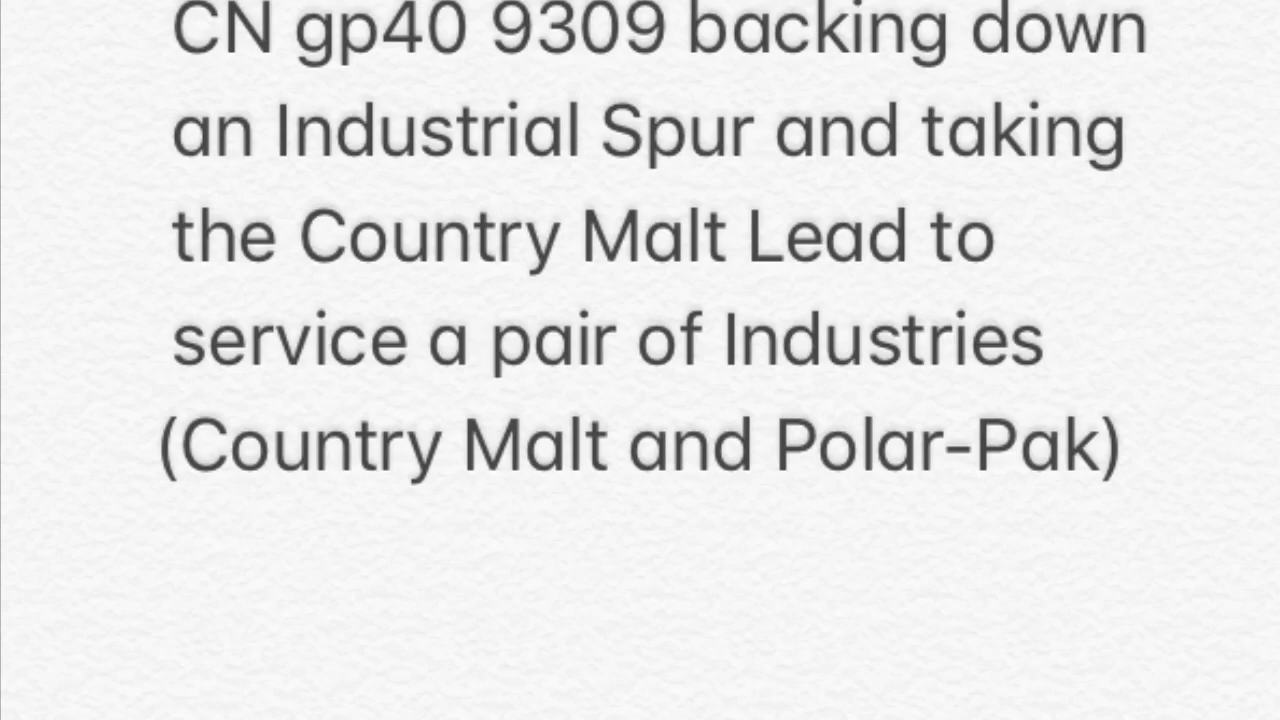 CN gp40 9309 backing down
an Industrial Spur and taking
the Country Malt Lead to
service a pair of Industries
(Country Malt and Polar-Pak)